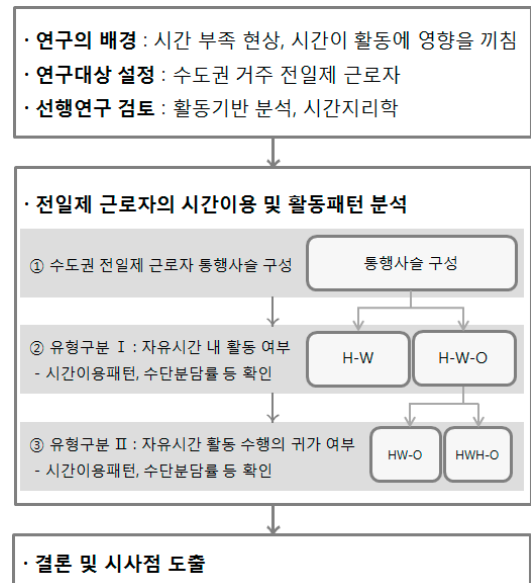 · 연구의 배경 : 시간 부족 현상, 시간이 활동에 영향을 끼침
· 연구대상 설정 : 수도권 거주 전일제 근로자
· 선행연구 검토 : 활동기반 분석, 시간지리학
· 전일제 근로자의 시간이용 및 활동패턴 분석
① 수도권 전일제 근로자 통행사슬 구성
통행사슬 구성
② 유형구분 Ⅰ : 자유시간 내 활동 여부
- 시간이용패턴, 수단분담률 등 확인
H-W
H-W-O
③ 유형구분 Ⅱ : 자유시간 활동 수행의 귀가 여부
- 시간이용패턴, 수단분담률 등 확인
HW-O
HWH-O
· 결론 및 시사점 도출